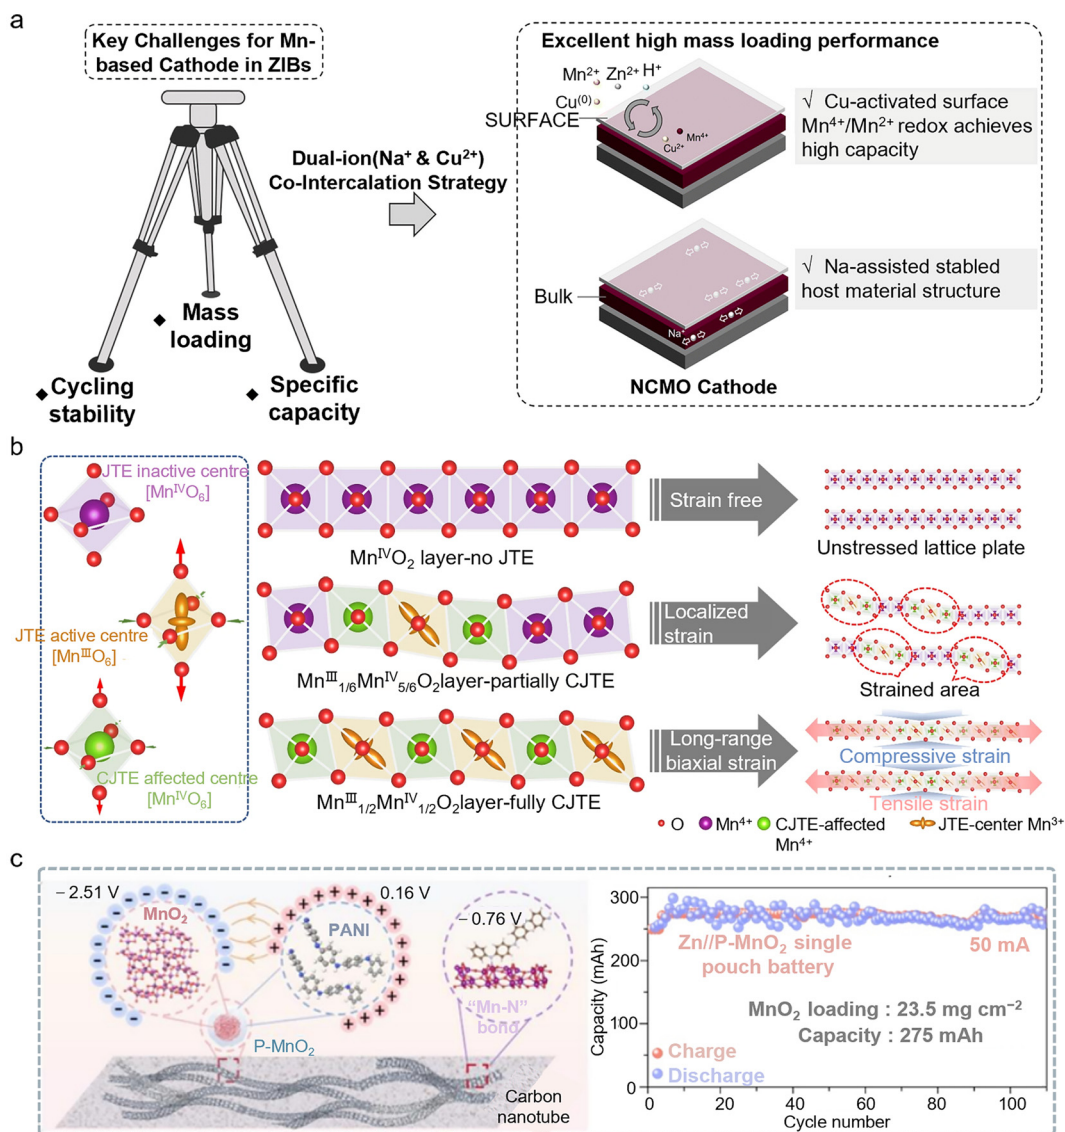 a
Key Challenges for Mn-
based Cathode in ZIBs
Mass
loading
Cycling
stability
Specific
capacity
Dual-ion(Na⁺ & Cu²⁺)
Co-Intercalation Strategy
Excellent high mass loading performance
Mn²⁺ Zn²⁺ H⁺
Cu⁽⁰⁾
SURFACE
Mn⁴⁺
Cu²⁺
√ Cu-activated surface
Mn⁴⁺/Mn²⁺ redox achieves
high capacity
Bulk
Na⁺
√ Na-assisted stabled
host material structure
NCMO Cathode
b
JTE inactive centre
[MnᴵⱽO₆]
JTE active centre
[MnᴵᴵᴵO₆]
CJTE affected centre
[MnᴵⱽO₆]
MnᴵⱽO₂ layer-no JTE
Strain free
Unstressed lattice plate
Mnᴵᴵᴵ₁/₆Mnᴵⱽ₅/₆O₂layer-partially CJTE
Localized
strain
Strained area
Mnᴵᴵᴵ₁/₂Mnᴵⱽ₁/₂O₂layer-fully CJTE
Long-range
biaxial strain
Compressive strain
Tensile strain
O
Mn⁴⁺
CJTE-affected
Mn⁴⁺
JTE-center Mn³⁺
c
– 2.51 V
0.16 V
– 0.76 V
MnO₂
PANI
"Mn-N"
bond
P-MnO₂
Carbon
nanotube
Capacity (mAh)
300
250
100
0
Zn//P-MnO₂ single
pouch battery
50 mA
MnO₂ loading : 23.5 mg cm⁻²
Capacity : 275 mAh
Charge
Discharge
0 20 40 60 80 100
Cycle number